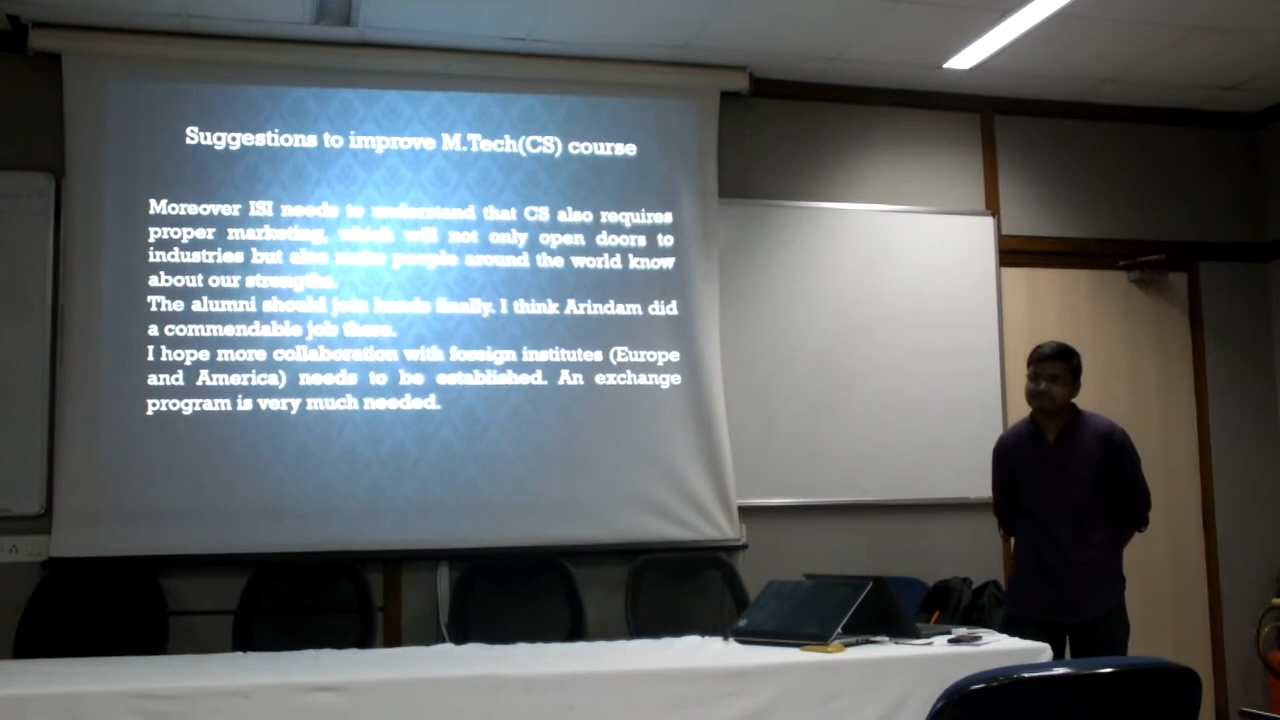 Suggestions to improve M.Tech(CS) course
Moreover ISI needs to understand that CS also requires
proper marketing, which will not only open doors to
industries but also make people around the world know
about our strengths.
The alumni should join hands finally. I think Arindam did
a commendable job there.
I hope more collaboration with foreign institutes (Europe
and America) needs to be established. An exchange
program is very much needed.